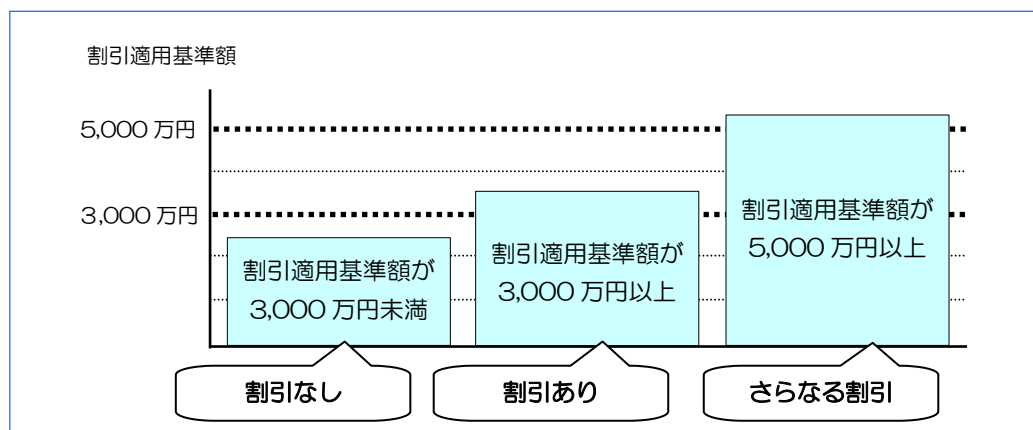 割引適用基準額
5,000 万円
3,000 万円
割引適用基準額が
3,000 万円未満
割引適用基準額が
3,000 万円以上
割引適用基準額が
5,000 万円以上
割引なし
割引あり
さらなる割引